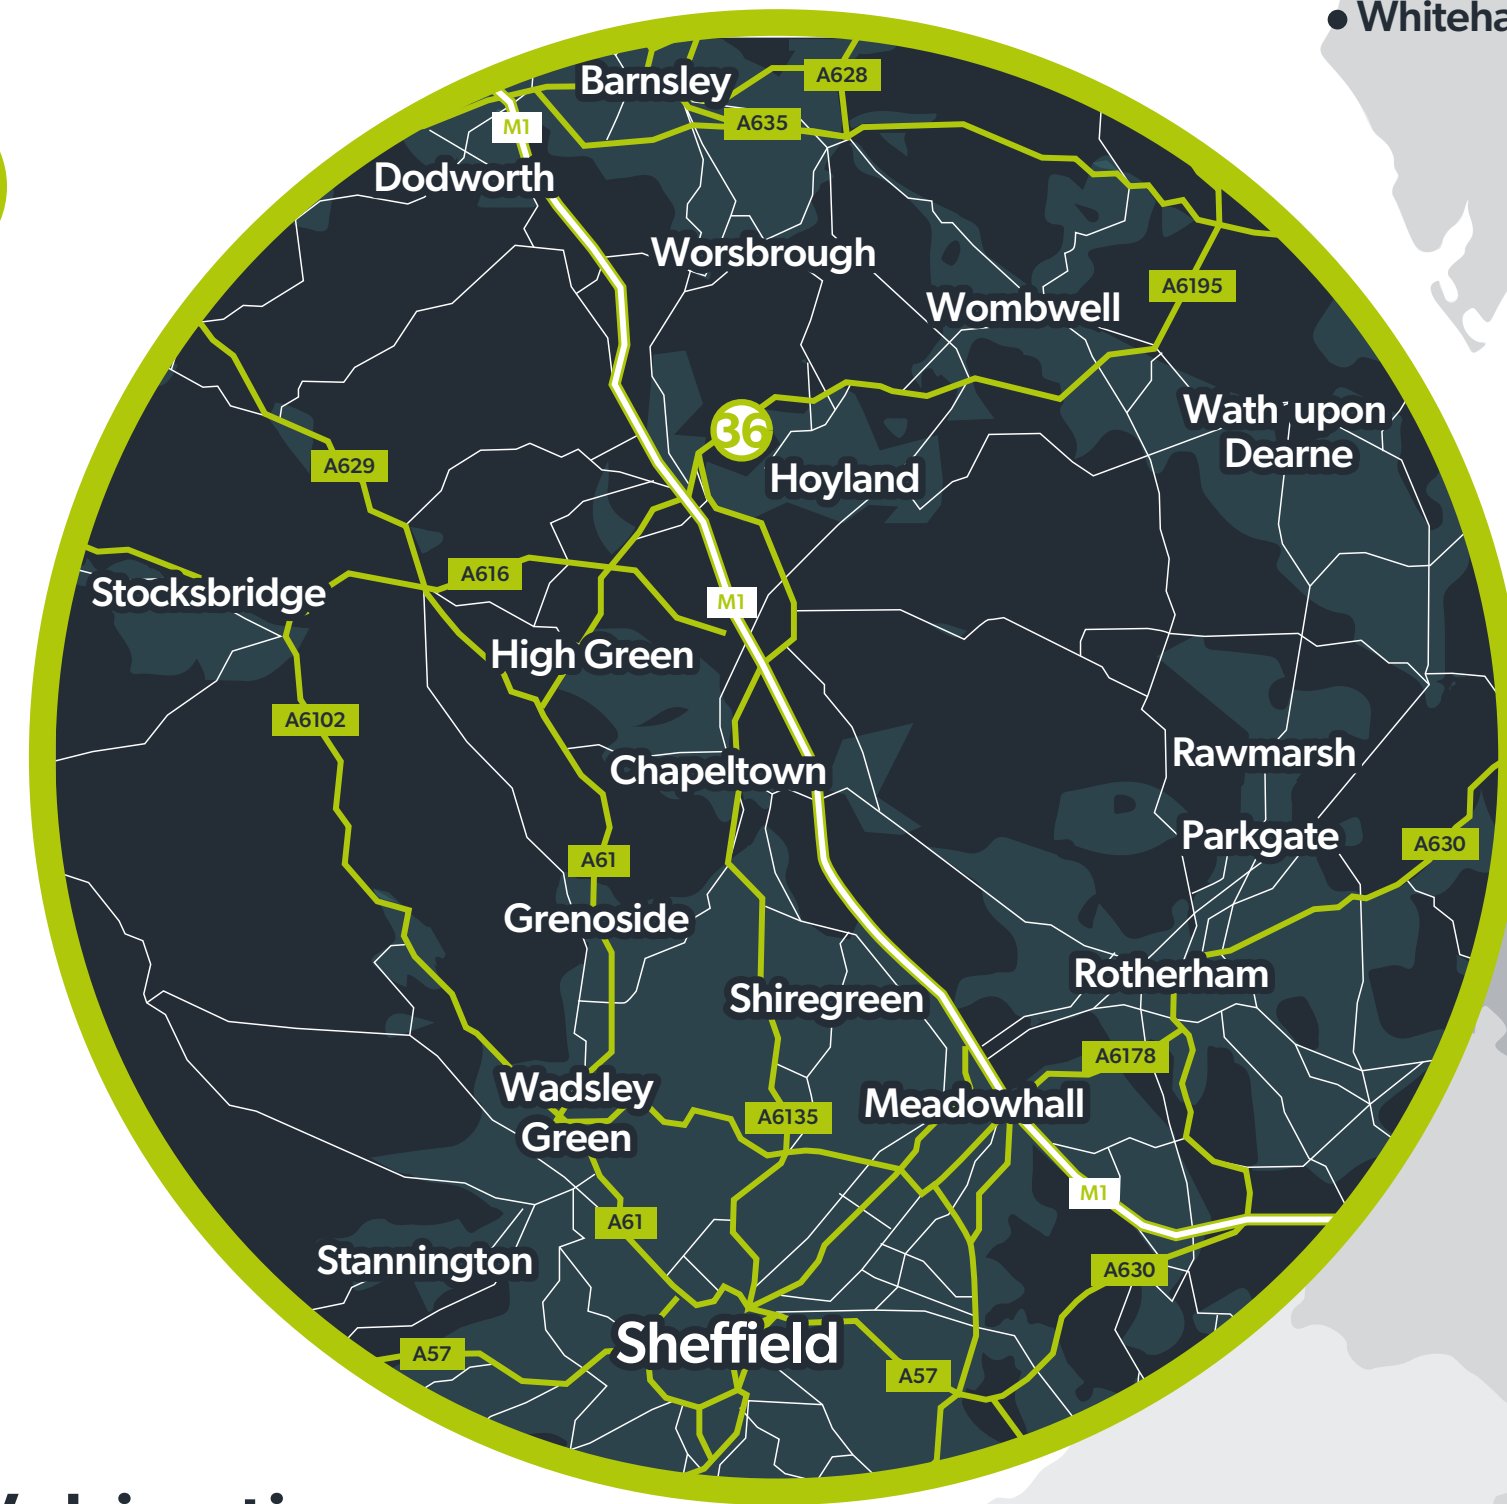 Barnsley
A628
M1
A635
Dodworth
Worsbrough
A6195
Wombwell
Wath upon
Dearne
36
A629
Hoyland
A616
Stocksbridge
M1
High Green
A6102
Rawmarsh
Chapeltown
Parkgate
A630
A61
Grenoside
Rotherham
Shiregreen
A6178
Wadsley
Green
Meadowhall
A6135
M1
A61
Stannington
A630
Sheffield
A57
A57